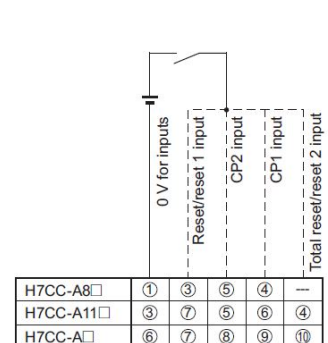 0 V for inputs
Reset/reset 1 input
CP2 input
CP1 input
Total reset/reset 2 input
H7CC-A8□ ① ③ ⑤ ④ ---
H7CC-A11□ ③ ⑦ ⑤ ⑥ ④
H7CC-A□ ⑥ ⑦ ⑧ ⑨ ⑩